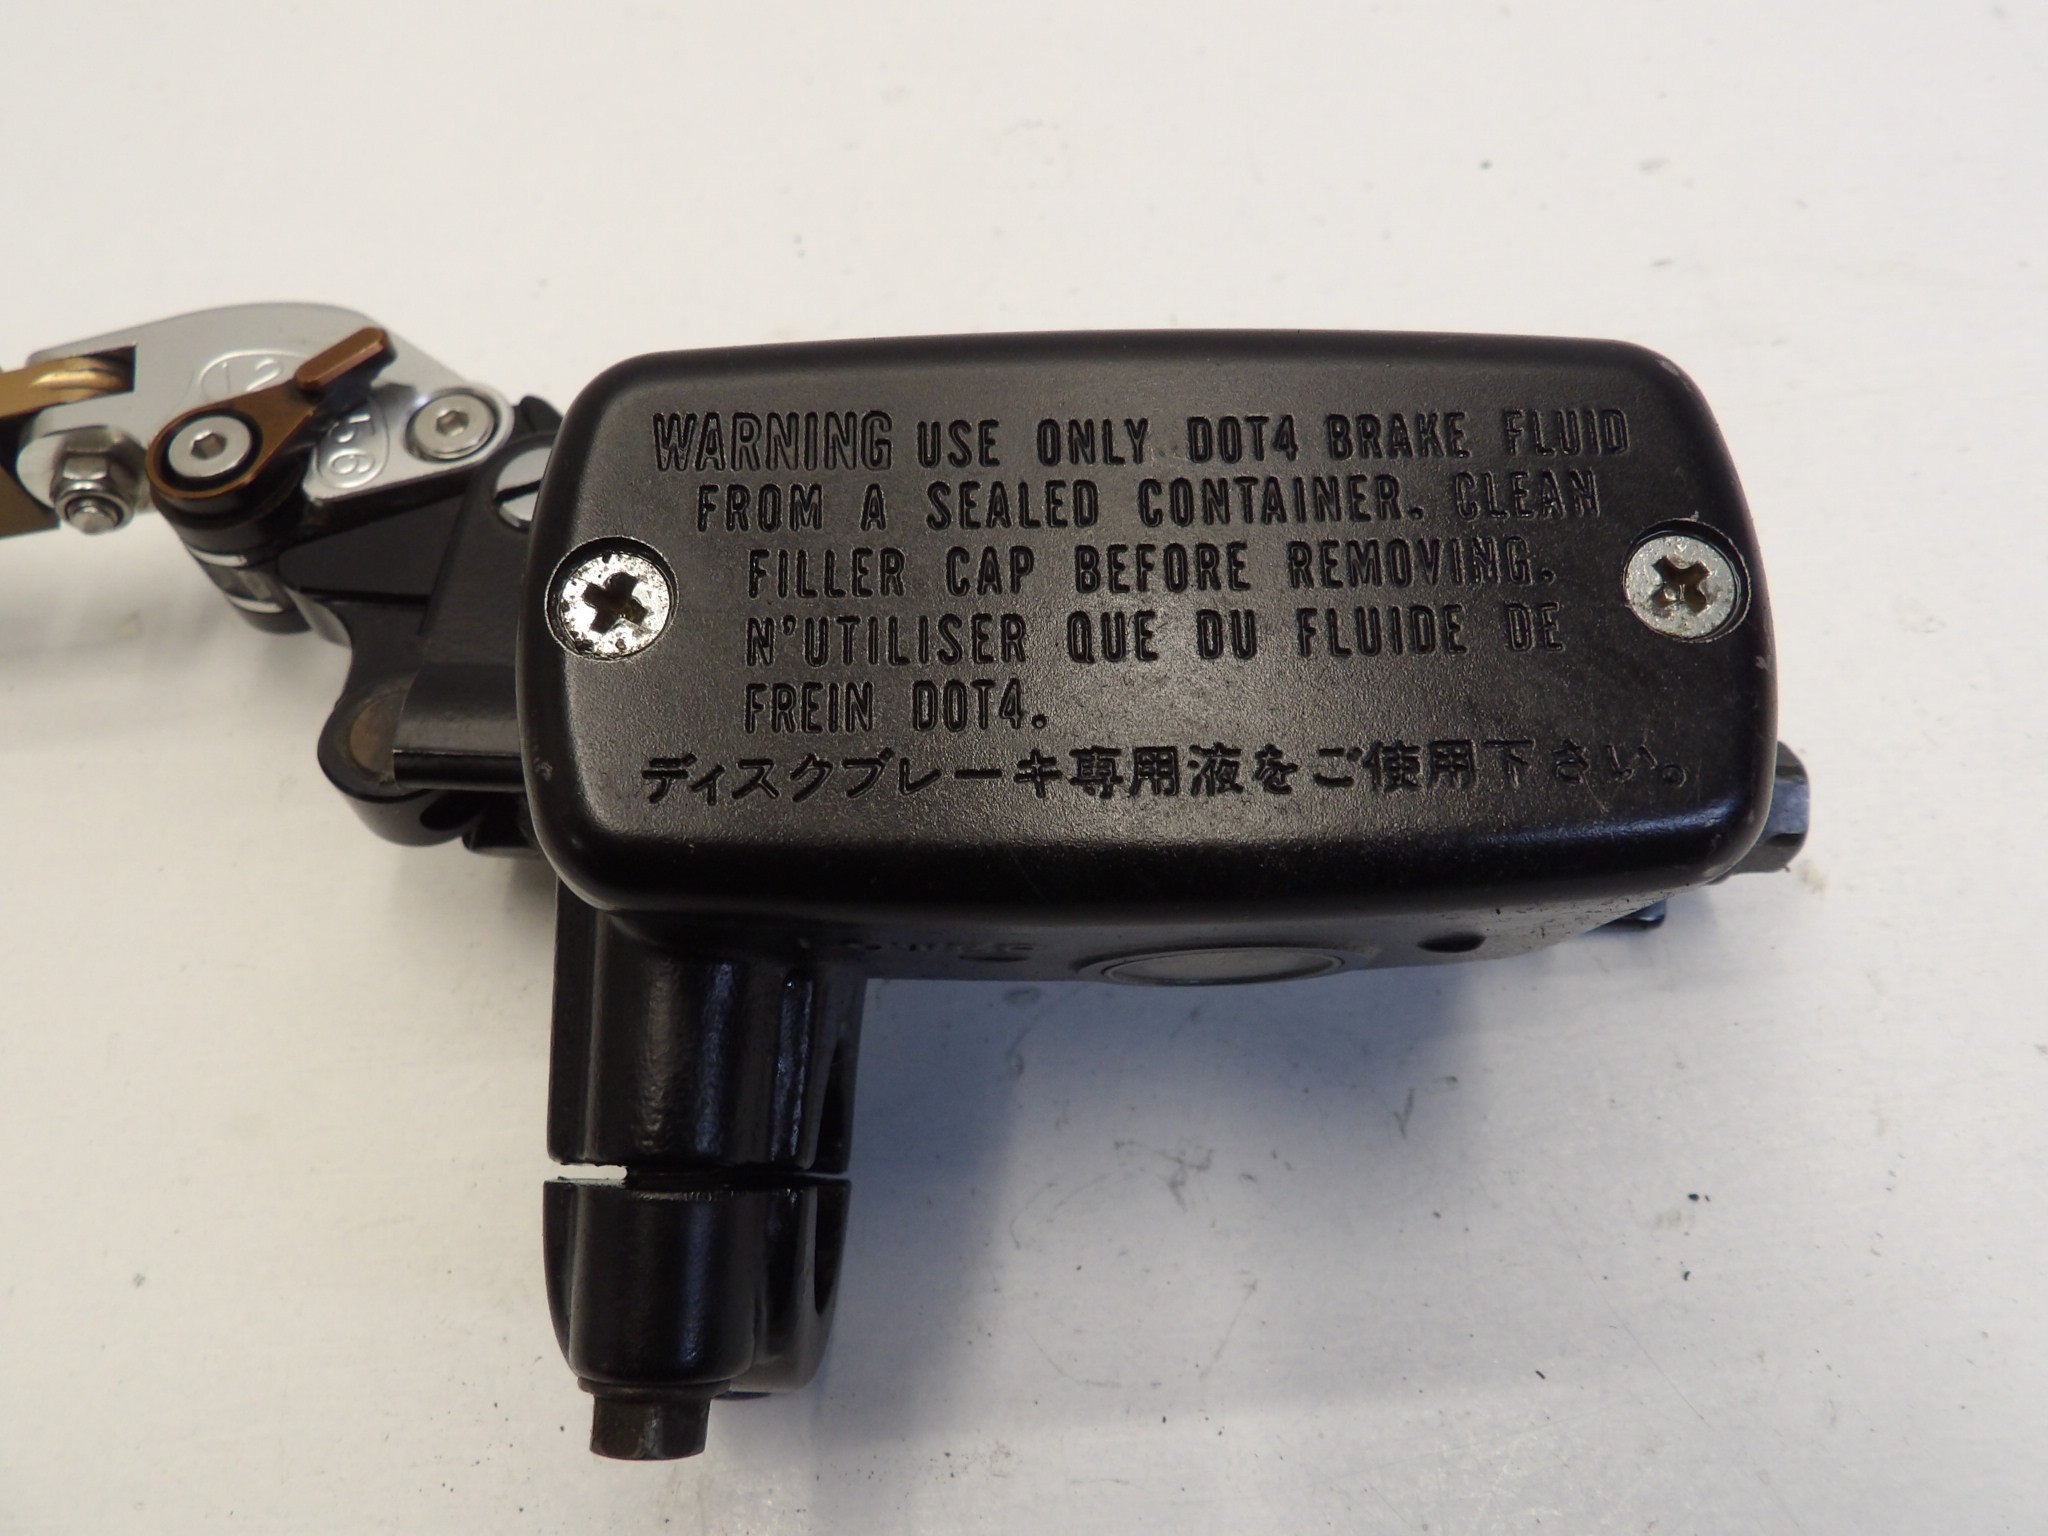 WARNING USE ONLY DOT4 BRAKE FLUID
FROM A SEALED CONTAINER. CLEAN
FILLER CAP BEFORE REMOVING.
N'UTILISER QUE DU FLUIDE DE
FREIN DOT4.
ディスクブレーキ専用液をご使用下さい。